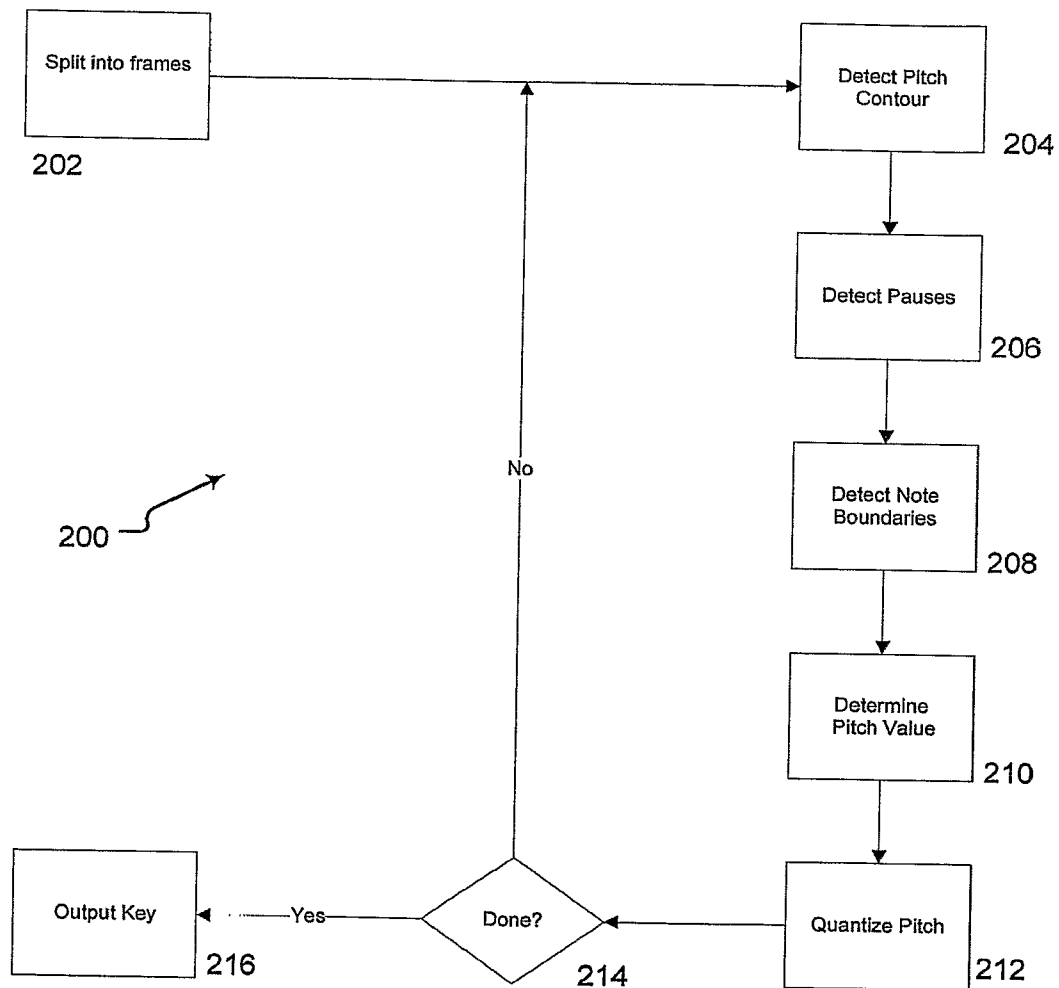 Split into frames
202
Detect Pitch
Contour
204
Detect Pauses
206
Detect Note
Boundaries
208
Determine
Pitch Value
210
Quantize Pitch
212
Done?
214
No
Yes
Output Key
216
200